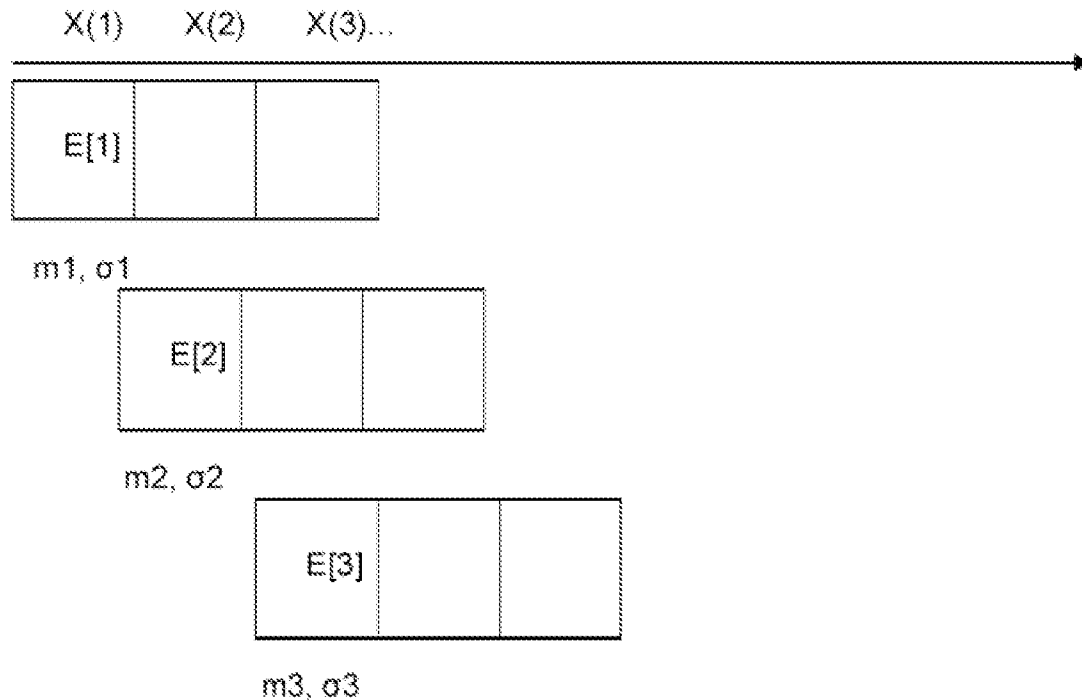 X(1) X(2) X(3)...
E[1]
m1, σ1
E[2]
m2, σ2
E[3]
m3, σ3